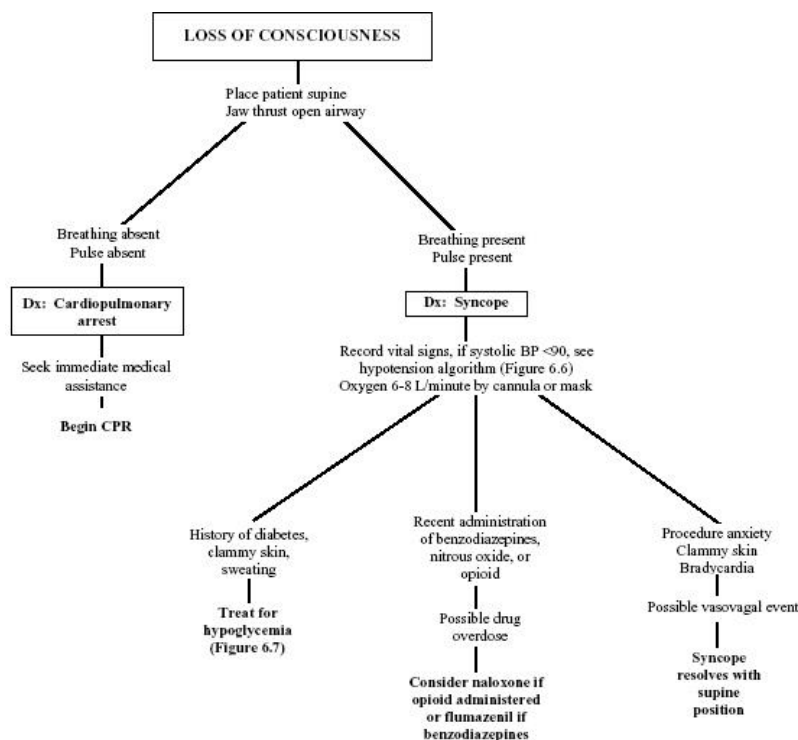 LOSS OF CONSCIOUSNESS
Place patient supine
Jaw thrust open airway
Breathing absent
Pulse absent
Dx: Cardiopulmonary
arrest
Seek immediate medical
assistance
Begin CPR
Breathing present
Pulse present
Dx: Syncope
Record vital signs, if systolic BP <90, see
hypotension algorithm (Figure 6.6)
Oxygen 6-8 L/minute by cannula or mask
History of diabetes,
clammy skin,
sweating
Treat for
hypoglycemia
(Figure 6.7)
Recent administration
of benzodiazepines,
nitrous oxide, or
opioid
Possible drug
overdose
Consider naloxone if
opioid administered
or flumazenil if
benzodiazepines
Procedure anxiety
Clammy skin
Bradycardia
Possible vasovagal event
Syncope
resolves with
supine
position